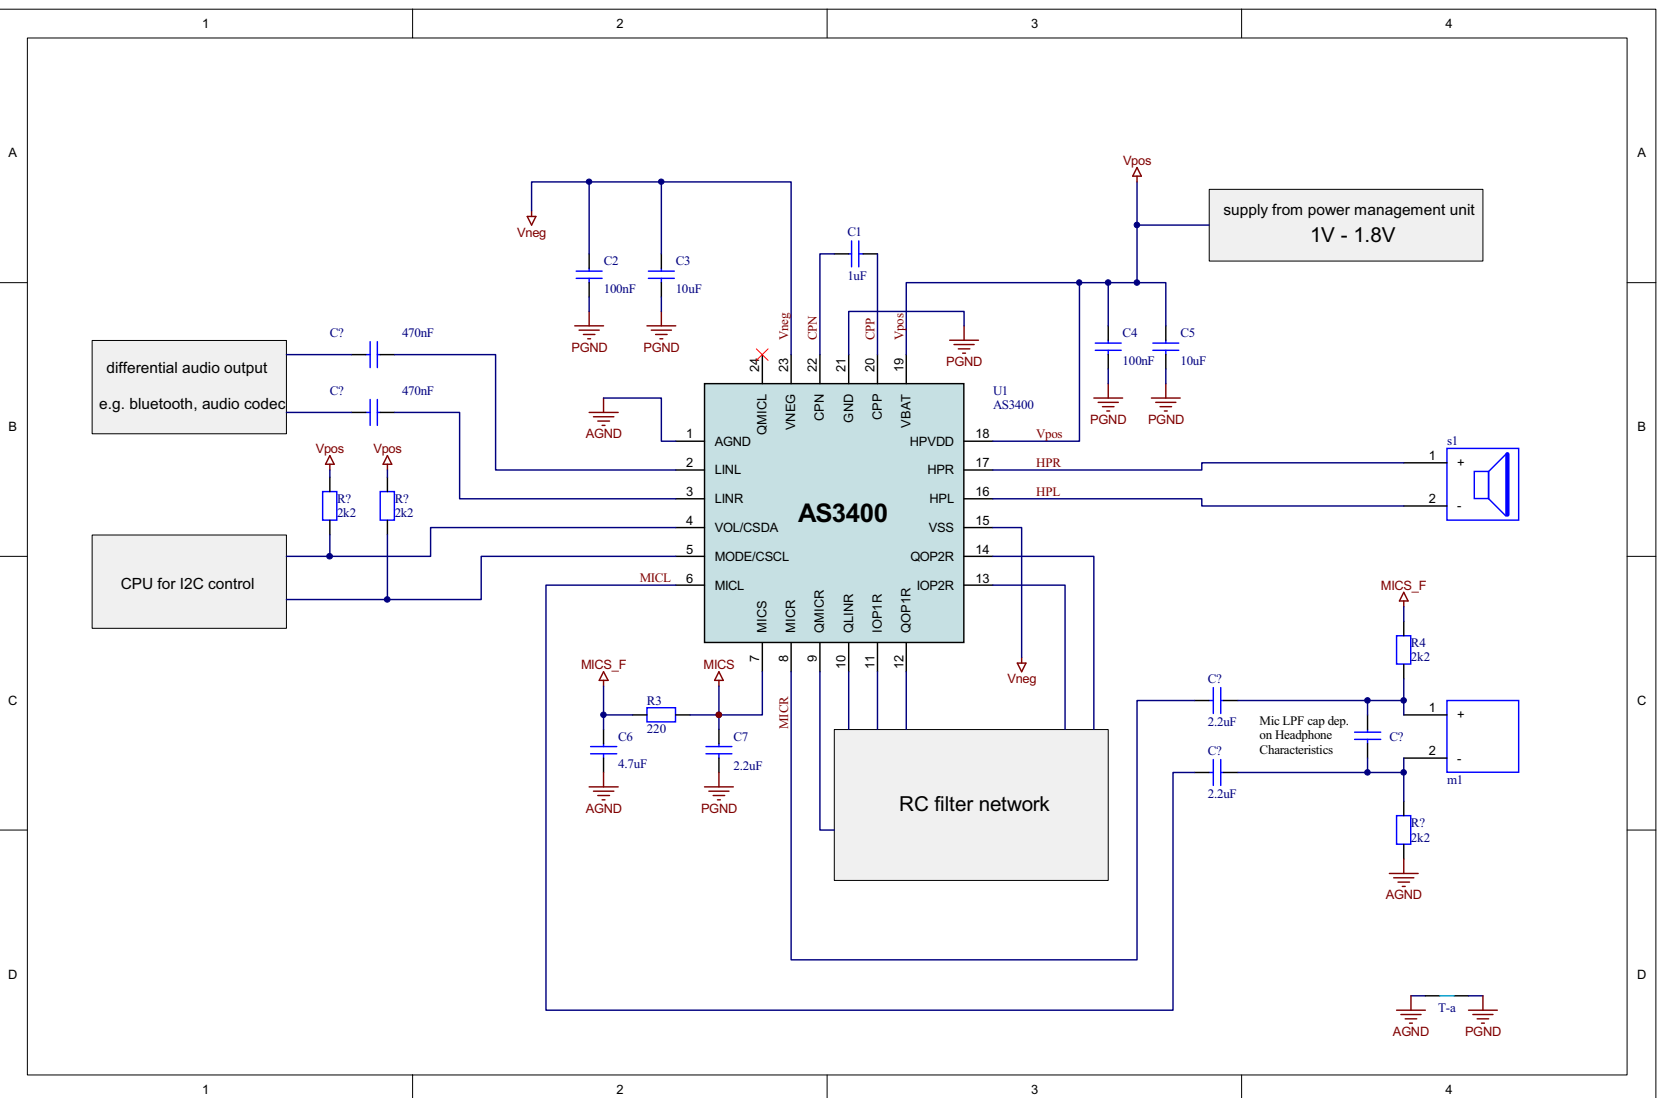 1
2
3
4
A
A
Vpos
supply from power management unit
1V - 1.8V
Vneg
C1
1uF
C2
100nF
C3
10uF
PGND
PGND
Vneg
CPN
CPP
Vpos
PGND
C4
100nF
C5
10uF
PGND
PGND
C?
470nF
differential audio output
e.g. bluetooth, audio codec
C?
470nF
B
B
24
23
22
21
20
19
U1
AS3400
AGND
QMICL
VNEG
CPN
GND
CPP
VBAT
1
AGND
2
LINL
3
LINR
4
VOL/CSDA
5
MODE/CSCL
MICL
6
MICL
AS3400
HPVDD
18
Vpos
HPR
17
HPR
HPL
16
HPL
VSS
15
QOP2R
14
IOP2R
13
s1
1
+
2
-
Vpos
Vpos
R?
2k2
R?
2k2
CPU for I2C control
MICS
MICR
QMICR
QLINR
IOP1R
QOP1R
7
8
9
10
11
12
MICS_F
R4
2k2
MICS_F
MICS
R3
220
MICR
Vneg
C
C
C6
4.7uF
C7
2.2uF
AGND
PGND
C?
2.2uF
C?
2.2uF
Mic LPF cap dep.
on Headphone
Characteristics
C?
1
+
2
-
m1
RC filter network
R?
2k2
AGND
D
D
T-a
AGND
PGND
1
2
3
4